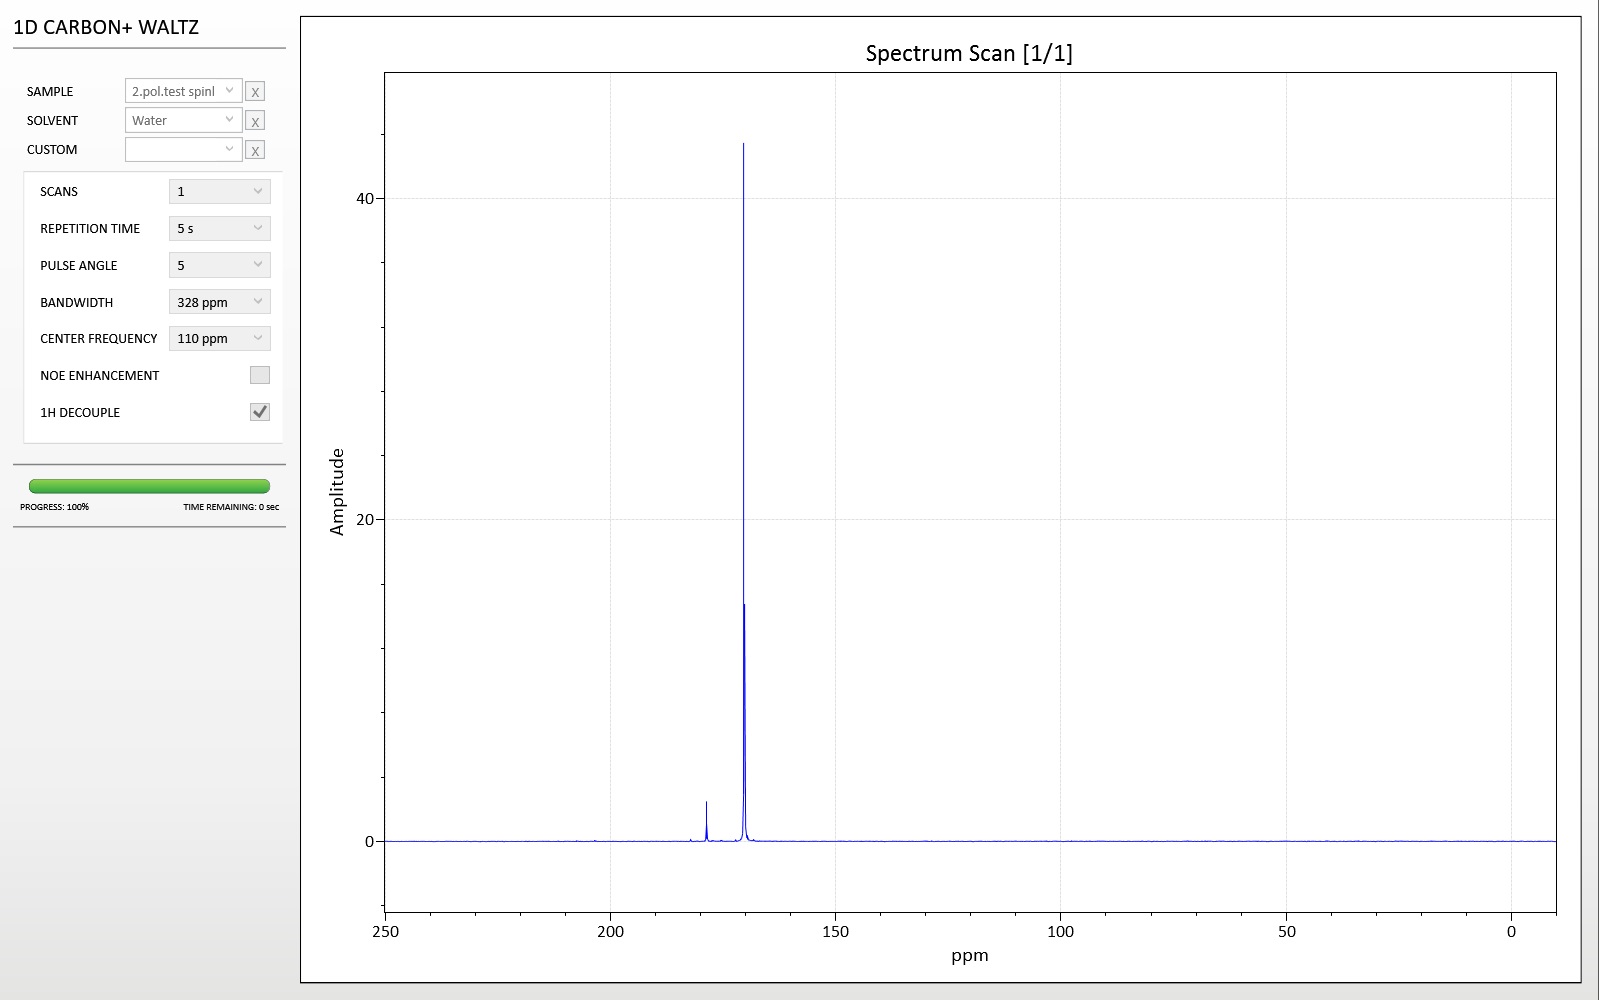 1D CARBON+ WALTZ
SAMPLE 2.pol.test spinl X
SOLVENT Water X
CUSTOM X
SCANS 1
REPETITION TIME 5 s
PULSE ANGLE 5
BANDWIDTH 328 ppm
CENTER FREQUENCY 110 ppm
NOE ENHANCEMENT
1H DECOUPLE
PROGRESS: 100% TIME REMAINING: 0 sec
Spectrum Scan [1/1]
Amplitude
40
20
0
250 200 150 100 50 0
ppm